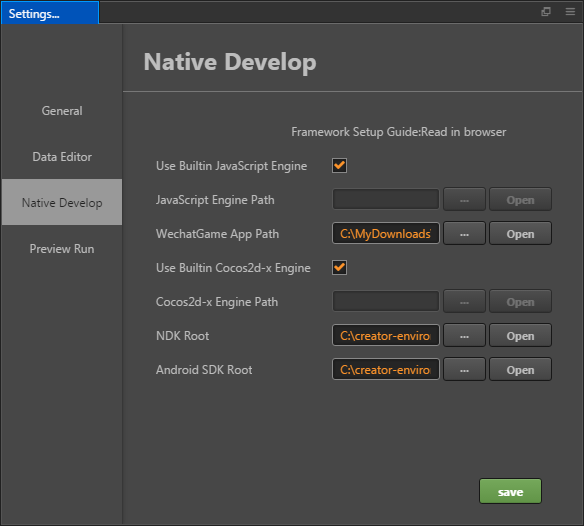 Settings...
Native Develop
General
Data Editor
Native Develop
Preview Run
Framework Setup Guide:Read in browser
Use Builtin JavaScript Engine
JavaScript Engine Path ... Open
WechatGame App Path C:\MyDownloads\ ... Open
Use Builtin Cocos2d-x Engine
Cocos2d-x Engine Path ... Open
NDK Root C:\creator-enviro ... Open
Android SDK Root C:\creator-enviro ... Open
save